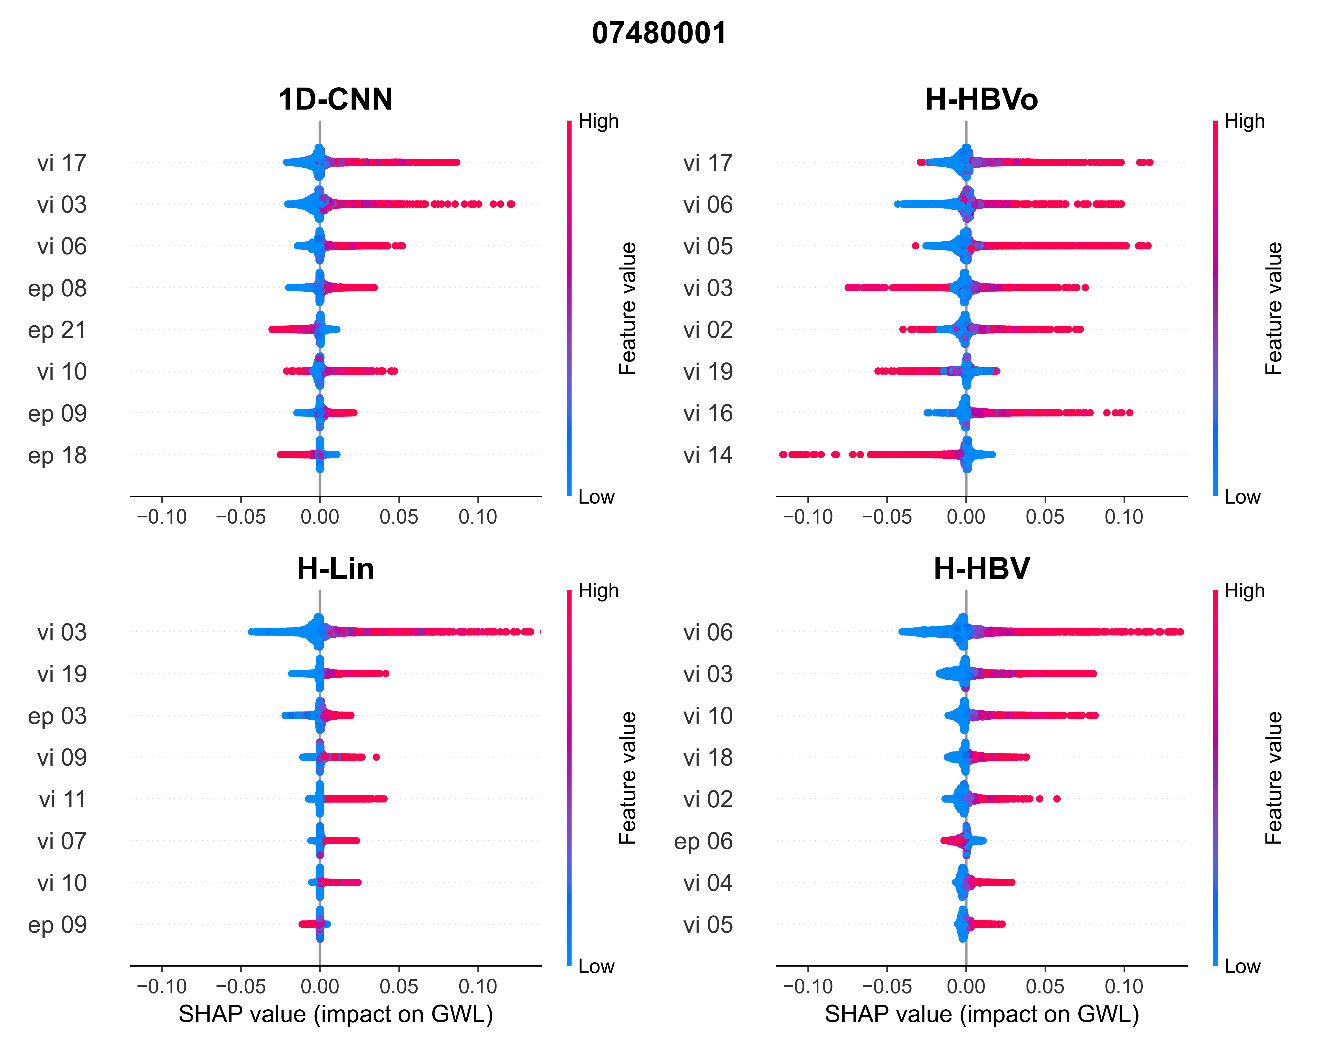 07480001
1D-CNN
High
vi 17
vi 03
vi 06
ep 08
ep 21
vi 10
ep 09
ep 18
Feature value
Low
−0.10 −0.05 0.00 0.05 0.10
H-HBVo
High
vi 17
vi 06
vi 05
vi 03
vi 02
vi 19
vi 16
vi 14
Feature value
Low
−0.10 −0.05 0.00 0.05 0.10
H-Lin
High
vi 03
vi 19
ep 03
vi 09
vi 11
vi 07
vi 10
ep 09
Feature value
Low
−0.10 −0.05 0.00 0.05 0.10
SHAP value (impact on GWL)
H-HBV
High
vi 06
vi 03
vi 10
vi 18
vi 02
ep 06
vi 04
vi 05
Feature value
Low
−0.10 −0.05 0.00 0.05 0.10
SHAP value (impact on GWL)